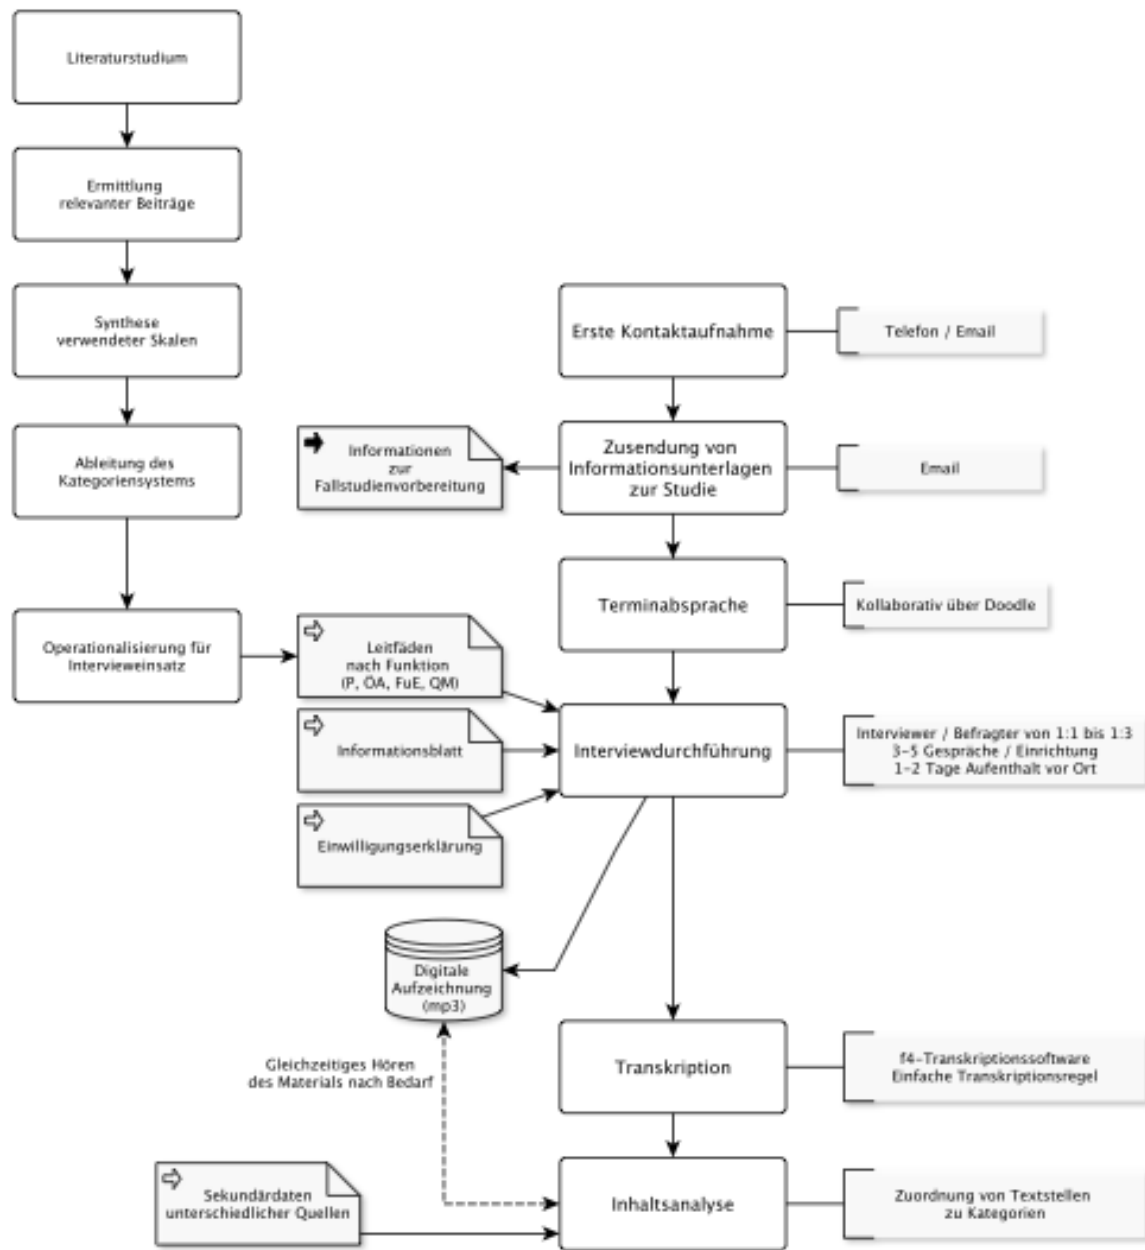 Literaturstudium
Ermittlung
relevanter Beiträge
Synthese
verwendeter Skalen
Ableitung des
Kategoriensystems
Operationalisierung für
Intervieweinsatz
Erste Kontaktaufnahme
Telefon / Email
Informationen
zur
Fallstudienvorbereitung
Zusendung von
Informationsunterlagen
zur Studie
Email
Terminabsprache
Kollaborativ über Doodle
Leitfäden
nach Funktion
(P, ÖA, FuE, QM)
Informationsblatt
Einwilligungserklärung
Interviewdurchführung
Interviewer / Befragter von 1:1 bis 1:3
3-5 Gespräche / Einrichtung
1-2 Tage Aufenthalt vor Ort
Digitale
Aufzeichnung
(mp3)
Gleichzeitiges Hören
des Materials nach Bedarf
Transkription
f4-Transkriptionssoftware
Einfache Transkriptionsregel
Sekundärdaten
unterschiedlicher Quellen
Inhaltsanalyse
Zuordnung von Textstellen
zu Kategorien